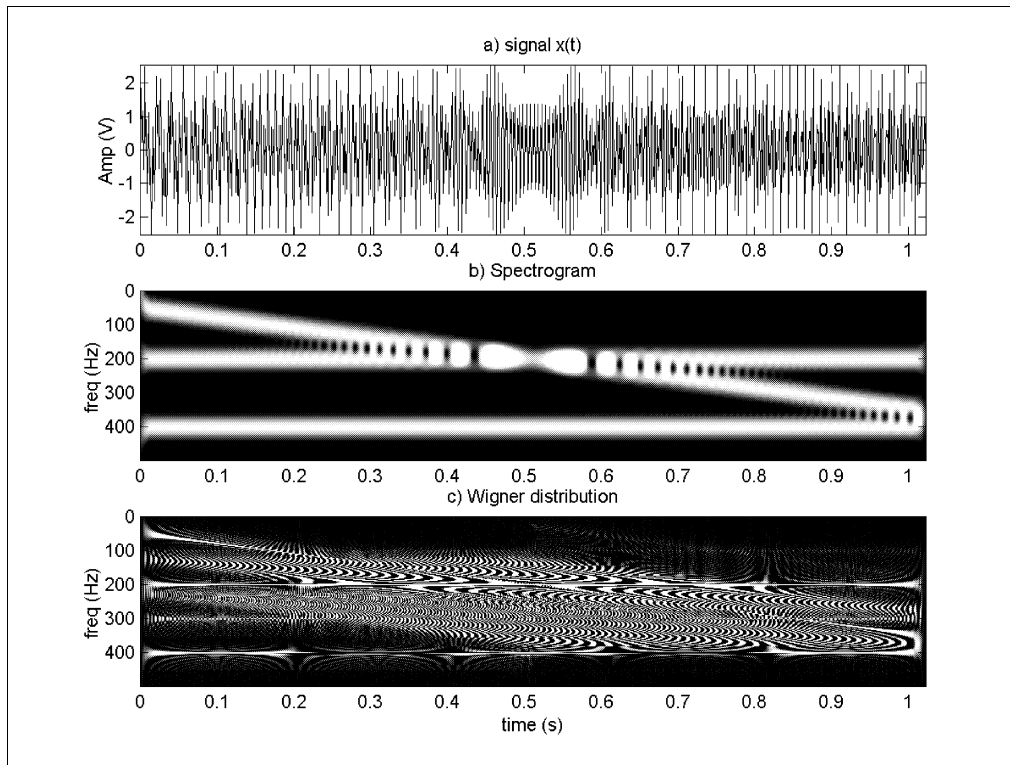 a) signal x(t)
2
1
0
-1
-2
Amp (V)
0 0.1 0.2 0.3 0.4 0.5 0.6 0.7 0.8 0.9 1
b) Spectrogram
0
100
200
300
400
freq (Hz)
0 0.1 0.2 0.3 0.4 0.5 0.6 0.7 0.8 0.9 1
c) Wigner distribution
0
100
200
300
400
freq (Hz)
0 0.1 0.2 0.3 0.4 0.5 0.6 0.7 0.8 0.9 1
time (s)